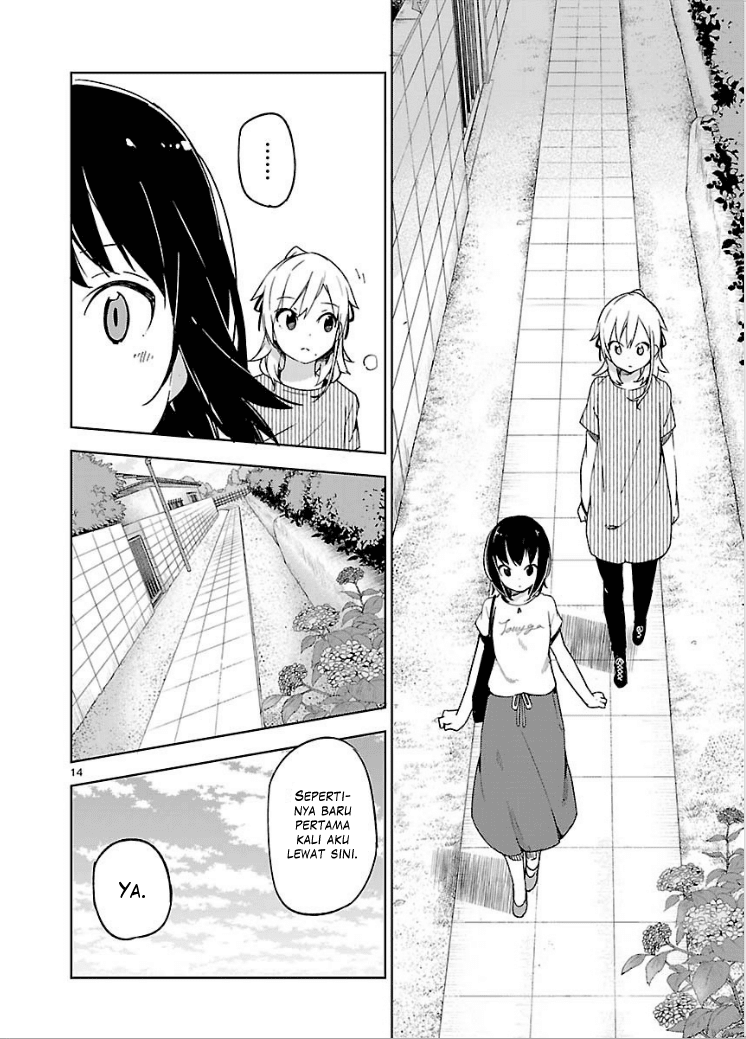 ......
SEPERTI-
NYA BARU
PERTAMA
KALI AKU
LEWAT SINI.
YA.
14